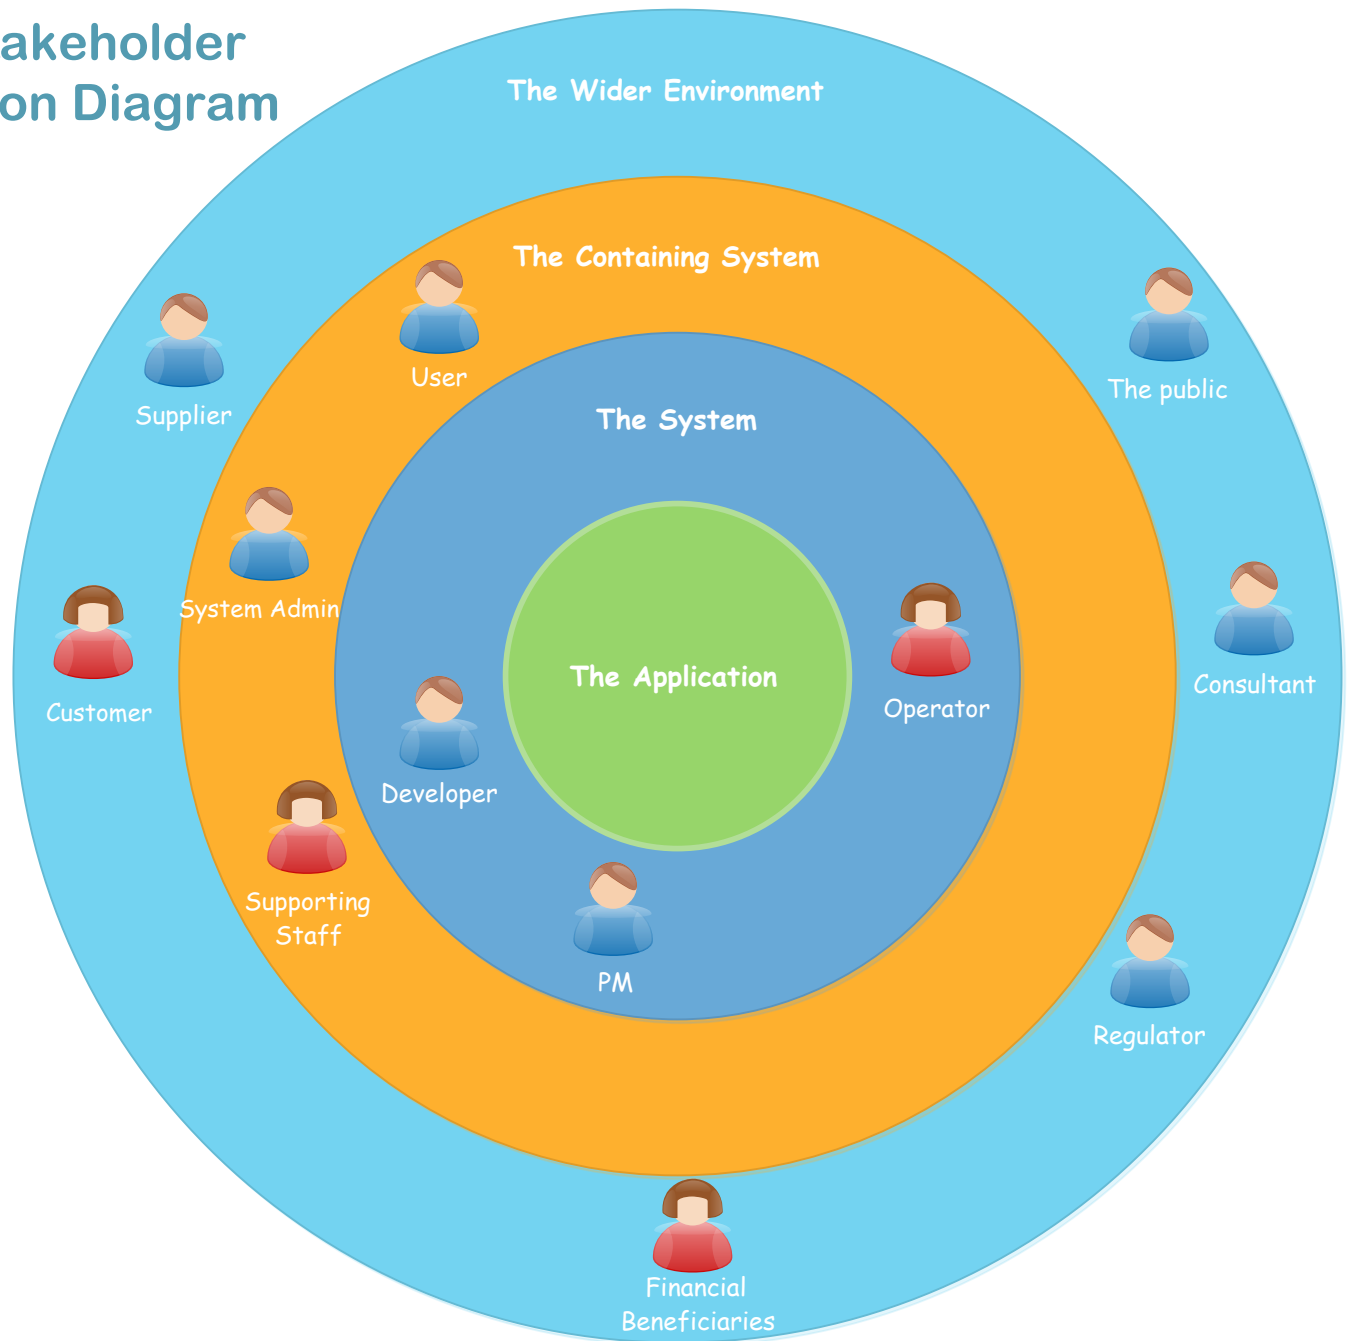 akeholder
on Diagram
The Wider Environment
The Containing System
User
Supplier
The public
The System
System Admin
Customer
The Application
Operator
Consultant
Developer
Supporting
Staff
PM
Regulator
Financial
Beneficiaries